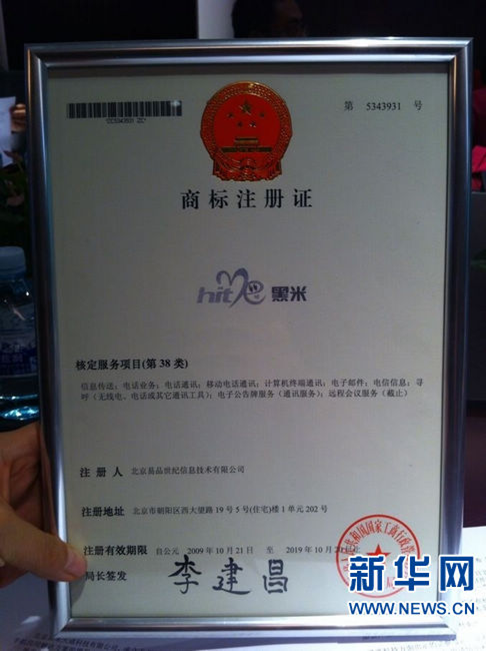 第 5343931 号
商标注册证
hit me 黑米
核定服务项目(第 38 类)
信息传送；电话业务；电话通讯；移动电话通讯；计算机终端通讯；电子邮件；电信信息；寻
呼（无线电、电话或其它通讯工具）；电子公告牌服务（通讯服务）；远程会议服务（截止）
注 册 人 北京易品世纪信息技术有限公司
注册地址 北京市朝阳区西大望路 19 号 5 号(住宅)楼 1 单元 202 号
注册有效期限 自公元 2009 年 10 月 21 日 至 2019 年 10 月
局长签发 李建昌
新华网
WWW.NEWS.CN